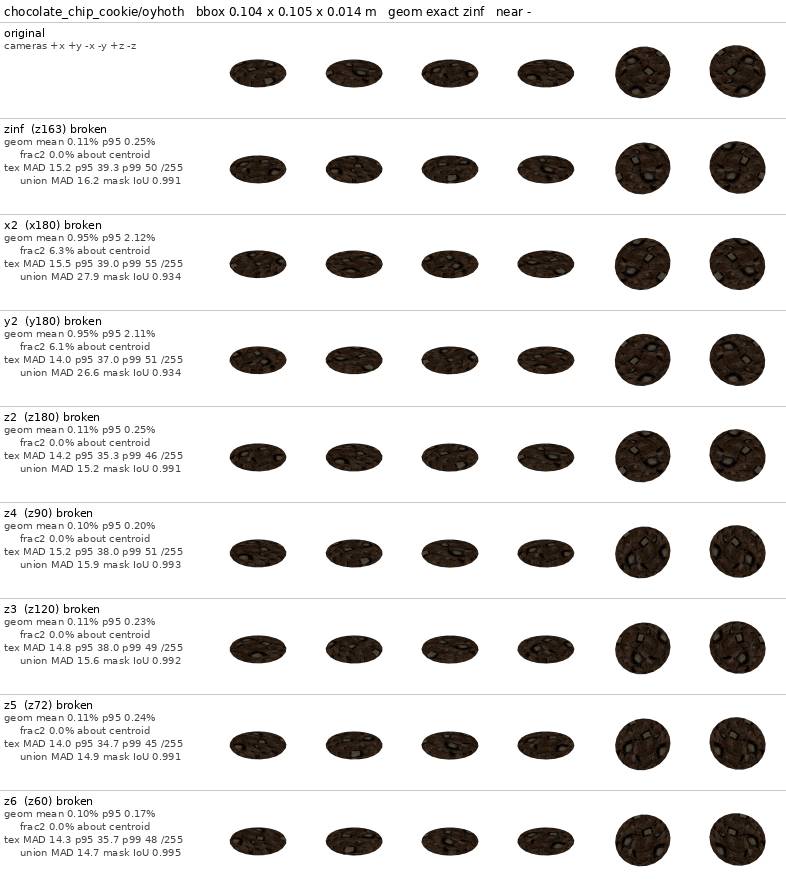 chocolate_chip_cookie/oyhoth   bbox 0.104 x 0.105 x 0.014 m   geom exact zinf   near -
original
cameras +x +y -x -y +z -z
zinf  (z163) broken
geom mean 0.11% p95 0.25%
frac2 0.0% about centroid
tex MAD 15.2 p95 39.3 p99 50 /255
union MAD 16.2 mask IoU 0.991
x2  (x180) broken
geom mean 0.95% p95 2.12%
frac2 6.3% about centroid
tex MAD 15.5 p95 39.0 p99 55 /255
union MAD 27.9 mask IoU 0.934
y2  (y180) broken
geom mean 0.95% p95 2.11%
frac2 6.1% about centroid
tex MAD 14.0 p95 37.0 p99 51 /255
union MAD 26.6 mask IoU 0.934
z2  (z180) broken
geom mean 0.11% p95 0.25%
frac2 0.0% about centroid
tex MAD 14.2 p95 35.3 p99 46 /255
union MAD 15.2 mask IoU 0.991
z4  (z90) broken
geom mean 0.10% p95 0.20%
frac2 0.0% about centroid
tex MAD 15.2 p95 38.0 p99 51 /255
union MAD 15.9 mask IoU 0.993
z3  (z120) broken
geom mean 0.11% p95 0.23%
frac2 0.0% about centroid
tex MAD 14.8 p95 38.0 p99 49 /255
union MAD 15.6 mask IoU 0.992
z5  (z72) broken
geom mean 0.11% p95 0.24%
frac2 0.0% about centroid
tex MAD 14.0 p95 34.7 p99 45 /255
union MAD 14.9 mask IoU 0.991
z6  (z60) broken
geom mean 0.10% p95 0.17%
frac2 0.0% about centroid
tex MAD 14.3 p95 35.7 p99 48 /255
union MAD 14.7 mask IoU 0.995